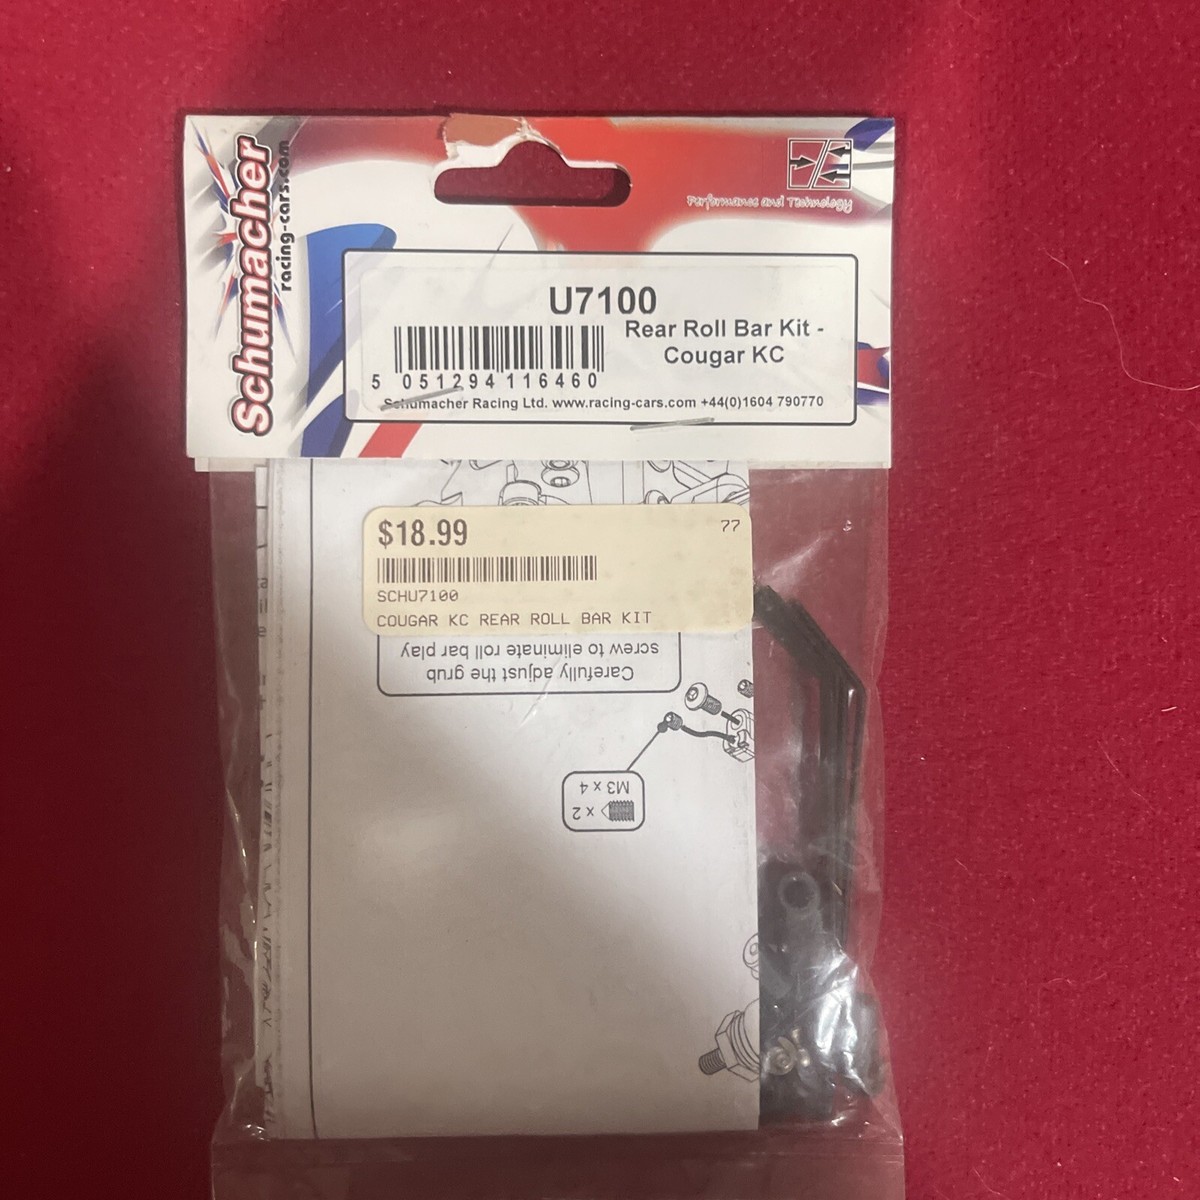 Schumacher
racing-cars.com
Performance and Technology
U7100
Rear Roll Bar Kit -
Cougar KC
5 051294 116460
Schumacher Racing Ltd. www.racing-cars.com +44(0)1604 790770
$18.99
77
SCHU7100
COUGAR KC REAR ROLL BAR KIT
Carefully adjust the grub
screw to eliminate roll bar play
x 2
M3 x 4